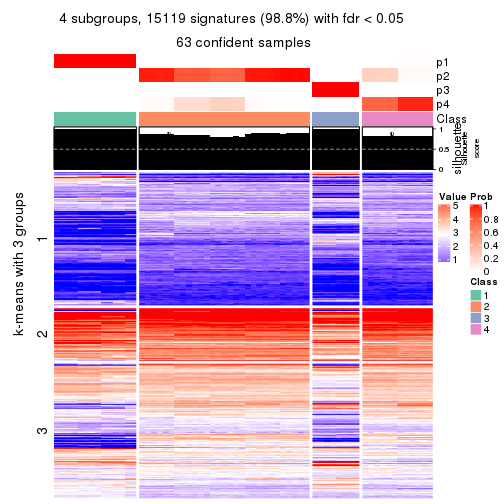 4 subgroups, 15119 signatures (98.8%) with fdr < 0.05
63 confident samples
p1
p2
p3
p4
Class
silhouette
Silhouette
score
1
0.5
0
k-means with 3 groups
1
2
3
Value
5
4
3
2
1
Prob
1
0.8
0.6
0.4
0.2
0
Class
1
2
3
4